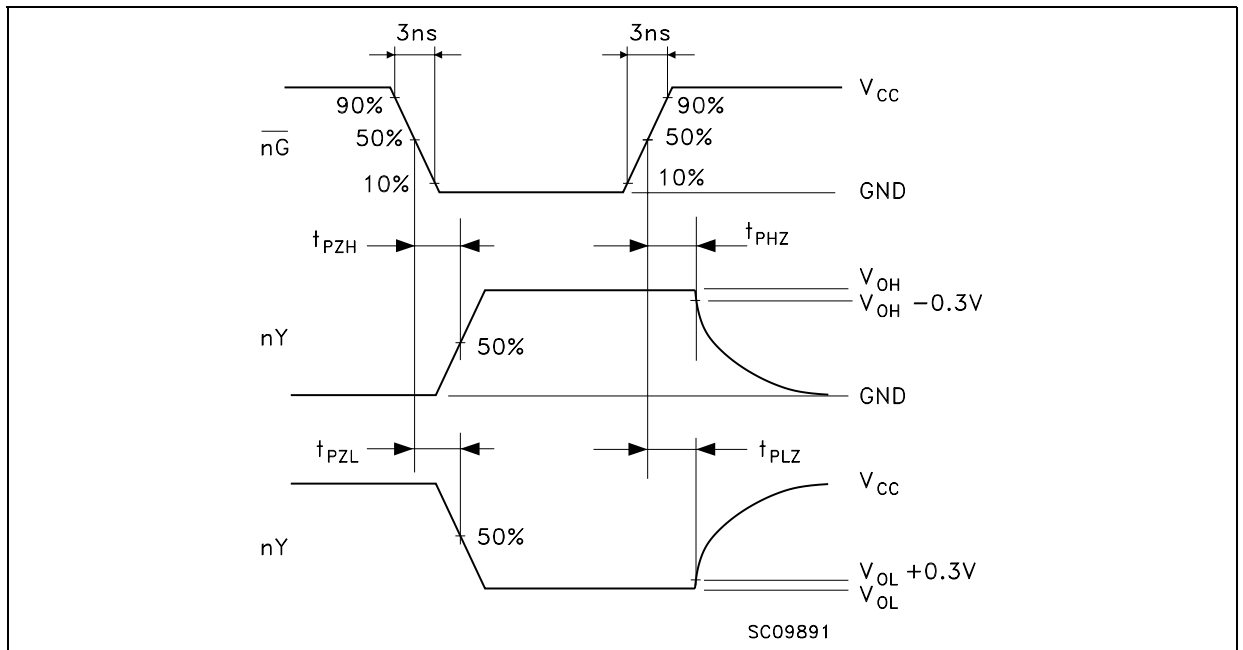 3ns 3ns
90% 90% V_CC
50% 50%
n̅G̅
10% 10%
GND
t_PZH t_PHZ
V_OH
V_OH −0.3V
nY 50%
GND
t_PZL t_PLZ
V_CC
50%
nY
V_OL +0.3V
V_OL
SC09891